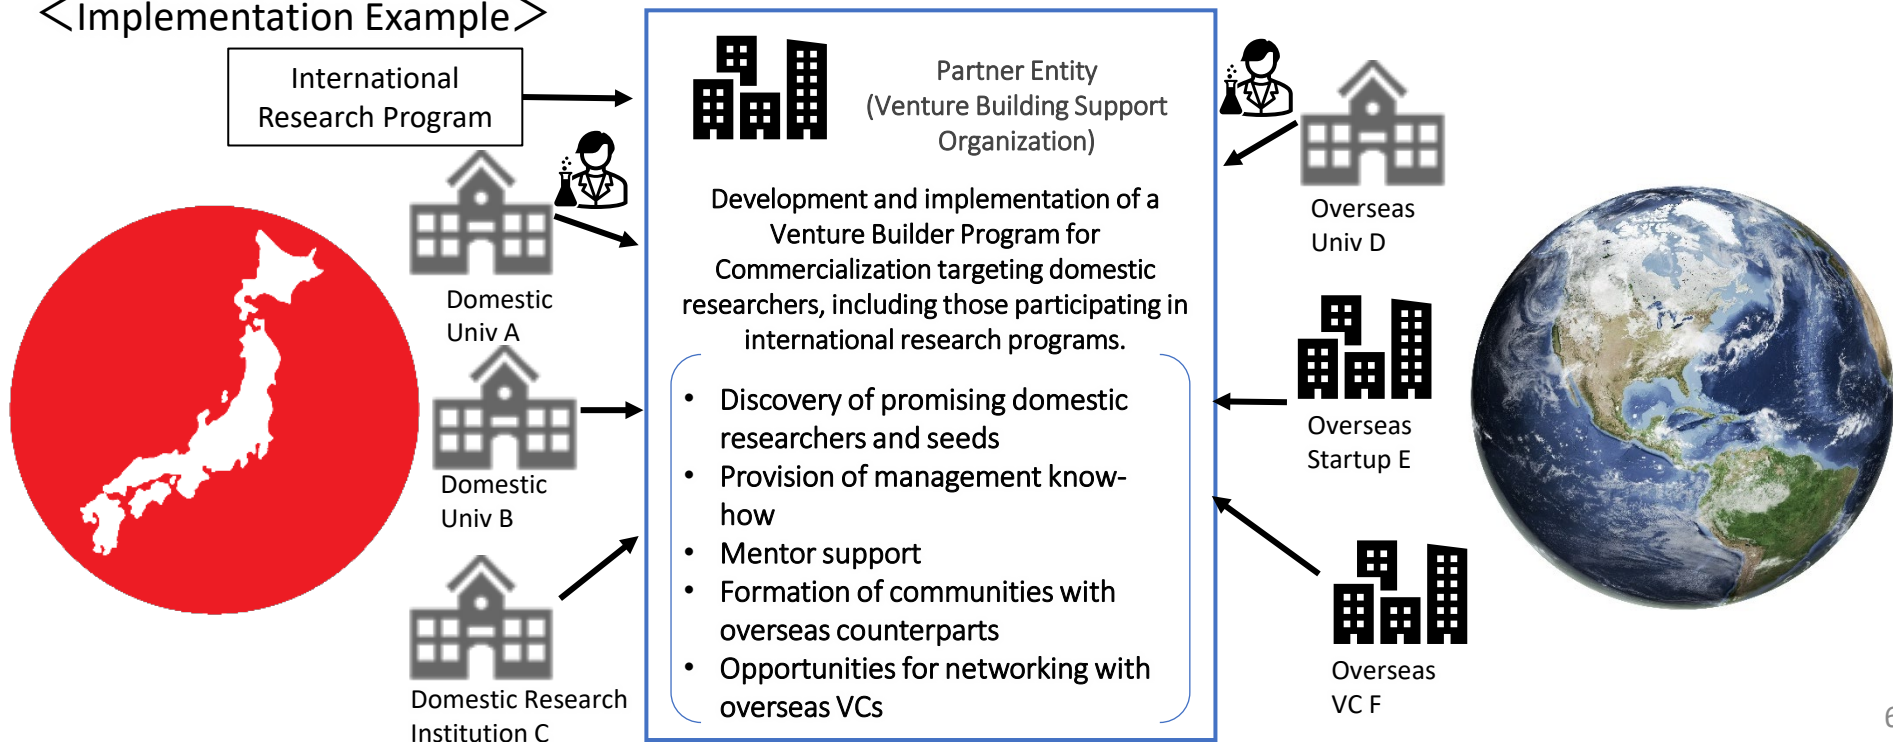 <Implementation Example>
International
Research Program
Domestic
Univ A
Domestic
Univ B
Domestic Research
Institution C
Partner Entity
(Venture Building Support
Organization)
Development and implementation of a
Venture Builder Program for
Commercialization targeting domestic
researchers, including those participating in
international research programs.
• Discovery of promising domestic
researchers and seeds
• Provision of management know-
how
• Mentor support
• Formation of communities with
overseas counterparts
• Opportunities for networking with
overseas VCs
Overseas
Univ D
Overseas
Startup E
Overseas
VC F
6